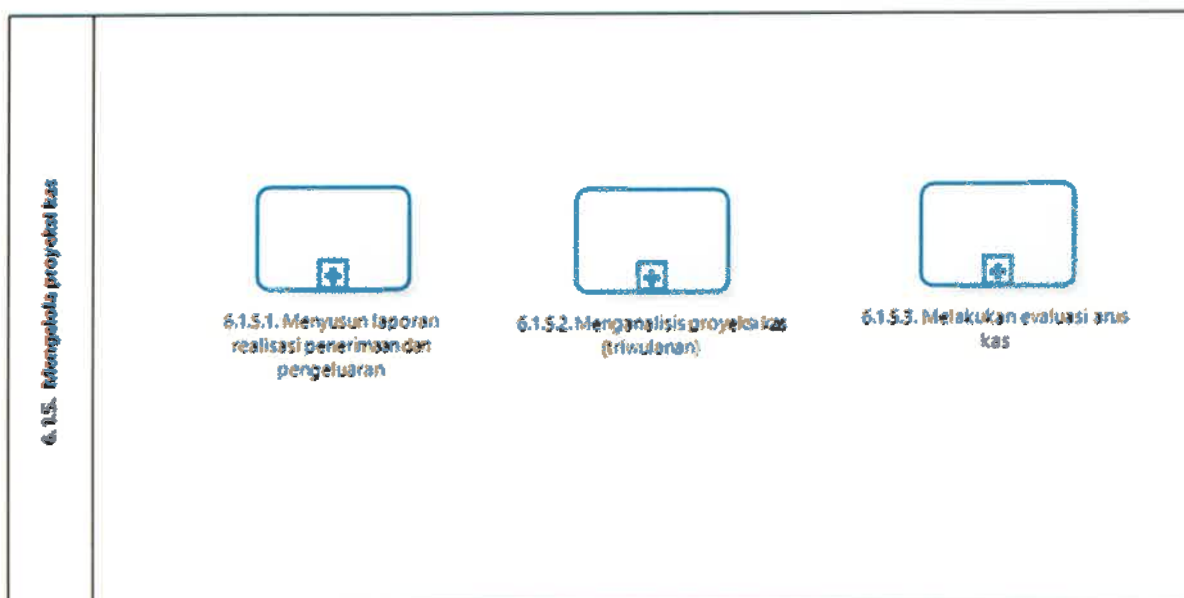 6.1.5. Mengelola proyeksi kas
6.1.5.1. Menyusun laporan
realisasi penerimaan dan
pengeluaran
6.1.5.2. Menganalisis proyeksi kas
(triwulanan)
6.1.5.3. Melakukan evaluasi arus
kas